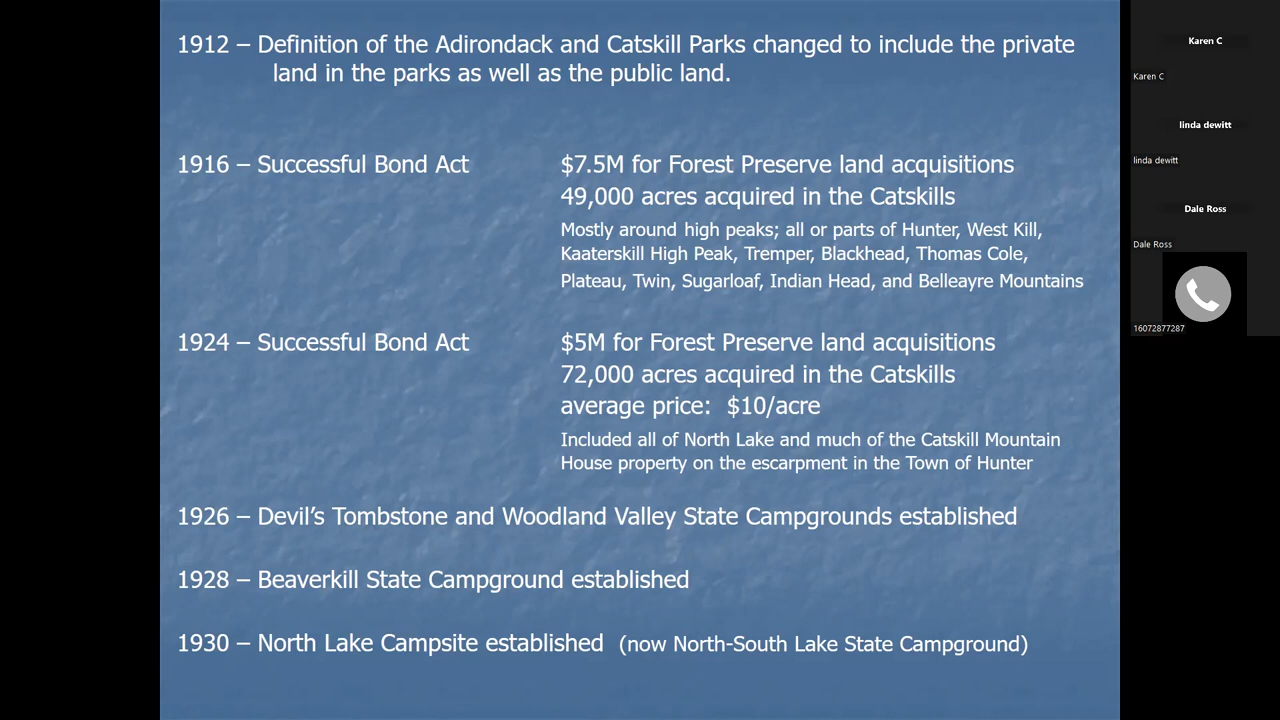 1912 – Definition of the Adirondack and Catskill Parks changed to include the private
land in the parks as well as the public land.
1916 – Successful Bond Act
$7.5M for Forest Preserve land acquisitions
49,000 acres acquired in the Catskills
Mostly around high peaks; all or parts of Hunter, West Kill,
Kaaterskill High Peak, Tremper, Blackhead, Thomas Cole,
Plateau, Twin, Sugarloaf, Indian Head, and Belleayre Mountains
1924 – Successful Bond Act
$5M for Forest Preserve land acquisitions
72,000 acres acquired in the Catskills
average price:  $10/acre
Included all of North Lake and much of the Catskill Mountain
House property on the escarpment in the Town of Hunter
1926 – Devil’s Tombstone and Woodland Valley State Campgrounds established
1928 – Beaverkill State Campground established
1930 – North Lake Campsite established  (now North-South Lake State Campground)
Karen C
Karen C
linda dewitt
linda dewitt
Dale Ross
Dale Ross
16072877287